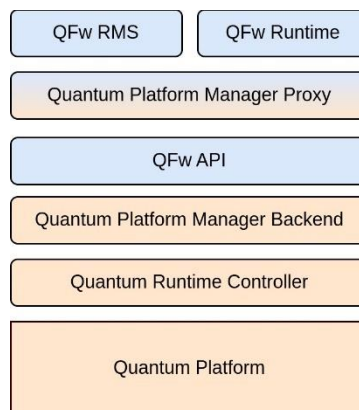 QFw RMS
QFw Runtime
Quantum Platform Manager Proxy
QFw API
Quantum Platform Manager Backend
Quantum Runtime Controller
Quantum Platform